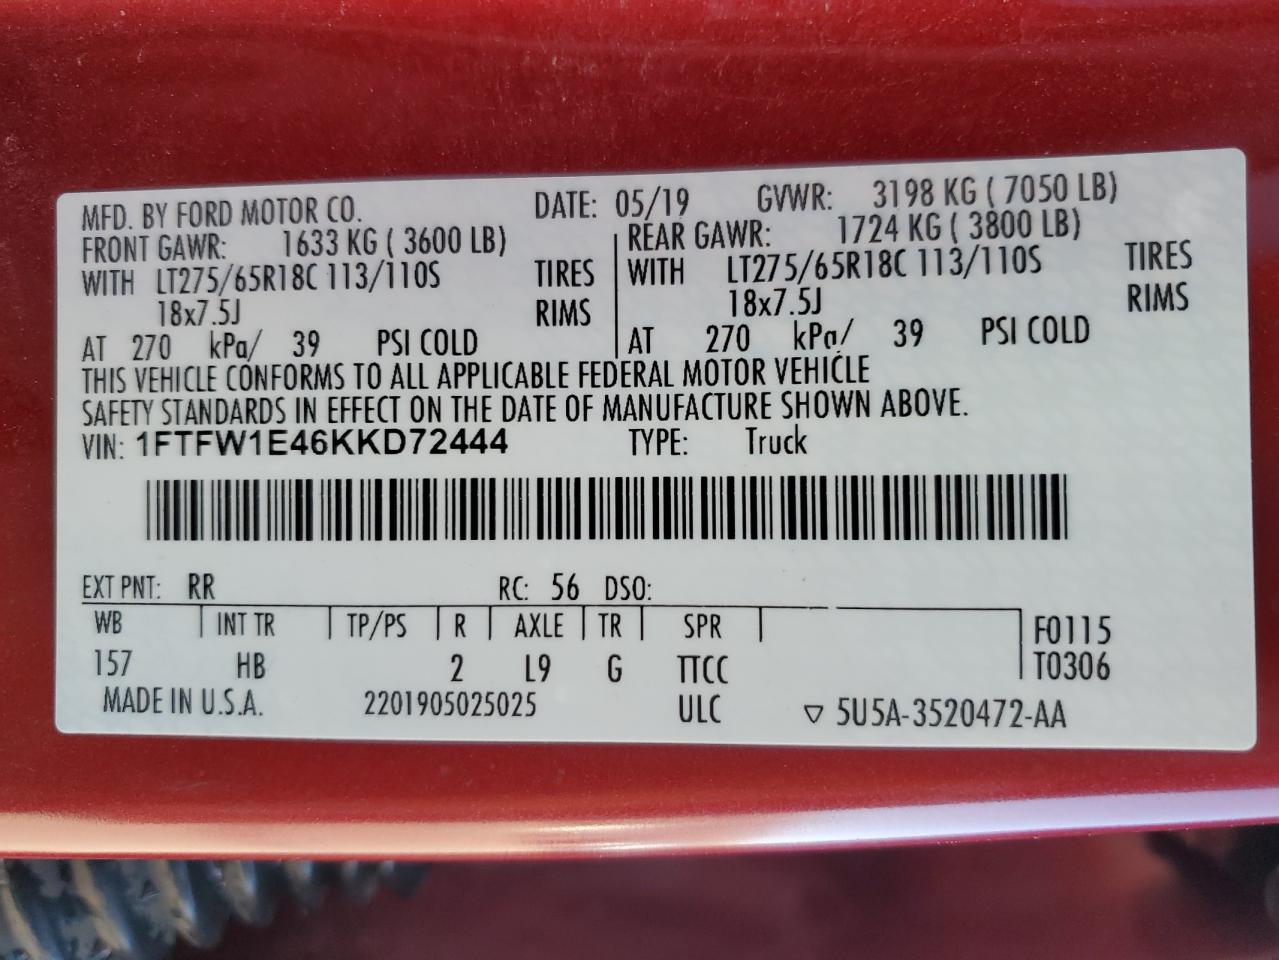 MFD. BY FORD MOTOR CO. DATE: 05/19 GVWR: 3198 KG ( 7050 LB)
FRONT GAWR: 1633 KG ( 3600 LB) REAR GAWR: 1724 KG ( 3800 LB)
WITH LT275/65R18C 113/110S TIRES WITH LT275/65R18C 113/110S TIRES
18x7.5J RIMS 18x7.5J RIMS
AT 270 kPa/ 39 PSI COLD AT 270 kPa/ 39 PSI COLD
THIS VEHICLE CONFORMS TO ALL APPLICABLE FEDERAL MOTOR VEHICLE
SAFETY STANDARDS IN EFFECT ON THE DATE OF MANUFACTURE SHOWN ABOVE.
VIN: 1FTFW1E46KKD72444 TYPE: Truck
EXT PNT: RR RC: 56 DSO:
WB INT TR TP/PS R AXLE TR SPR F0115
157 HB 2 L9 G TTCC T0306
MADE IN U.S.A. 2201905025025 ULC ▽ 5U5A-3520472-AA